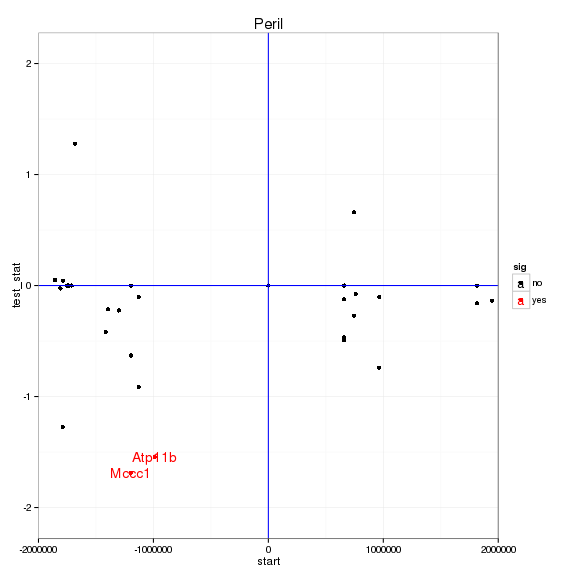 Peril
2
1
0
-1
-2
test_stat
Atp11b
Mccc1
-2000000
-1000000
0
1000000
2000000
start
sig
a no
a yes